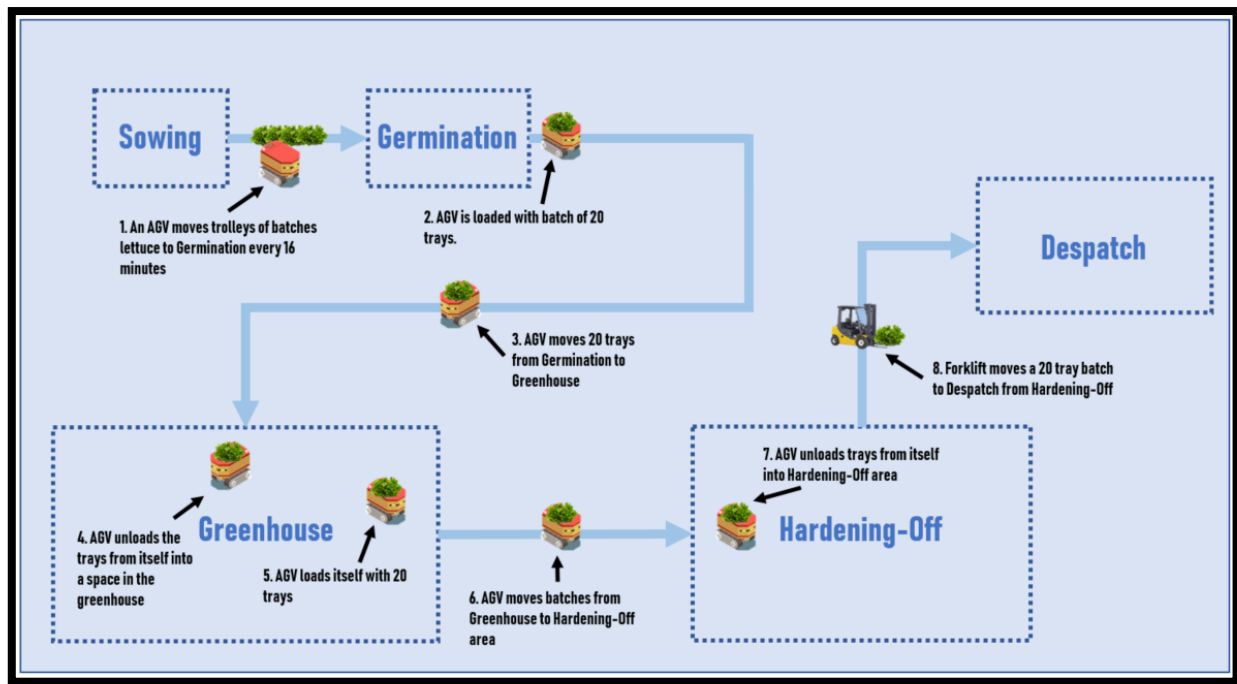 Sowing
Germination
1. An AGV moves trolleys of batches
lettuce to Germination every 16
minutes
2. AGV is loaded with batch of 20
trays.
Despatch
3. AGV moves 20 trays
from Germination to
Greenhouse
8. Forklift moves a 20 tray batch
to Despatch from Hardening-Off
4. AGV unloads the
trays from itself into
a space in the
greenhouse
Greenhouse
5. AGV loads itself with 20
trays
6. AGV moves batches from
Greenhouse to Hardening-Off
area
7. AGV unloads trays from itself
into Hardening-Off area
Hardening-Off